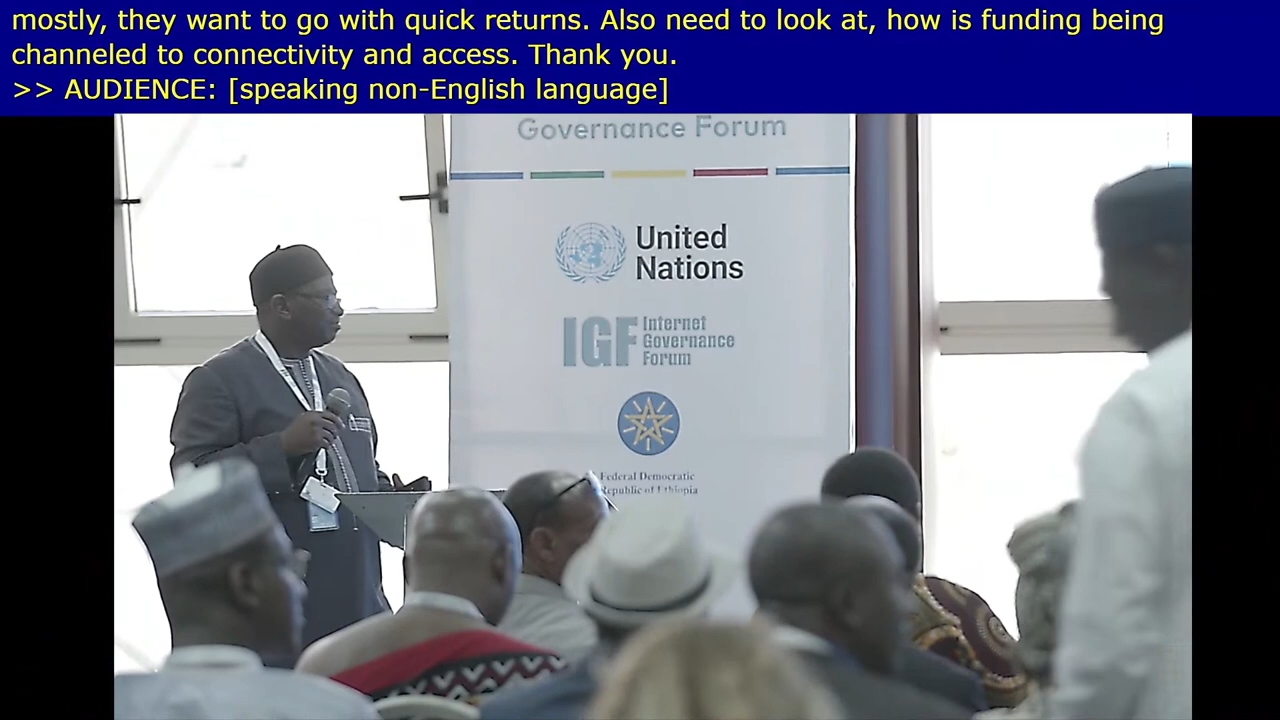 mostly, they want to go with quick returns. Also need to look at, how is funding being
channeled to connectivity and access. Thank you.
>> AUDIENCE: [speaking non-English language]
Governance Forum
United
Nations
IGF Internet
Governance
Forum
Federal Democratic
Republic of Ethiopia